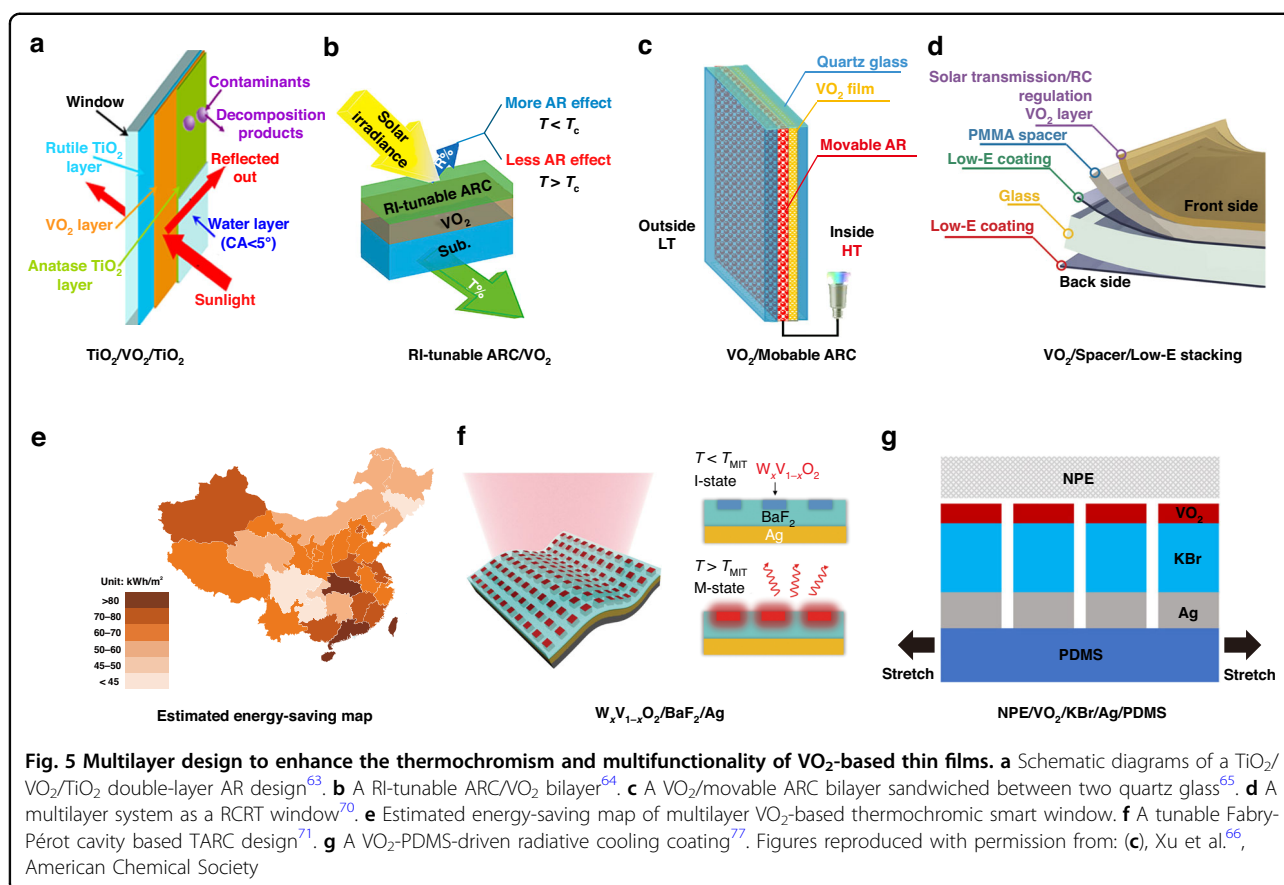 a
Window
Contaminants
Decomposition
products
Rutile TiO₂
layer
Reflected
out
VO₂ layer
Water layer
(CA<5°)
Anatase TiO₂
layer
Sunlight
TiO₂/VO₂/TiO₂
b
Solar
irradiance
More AR effect
T < Tc
R%
Less AR effect
T > Tc
RI-tunable ARC
VO₂
Sub.
T%
RI-tunable ARC/VO₂
c
Quartz glass
VO₂ film
Movable AR
Outside
LT
Inside
HT
VO₂/Mobable ARC
d
Solar transmission/RC
regulation
VO₂ layer
PMMA spacer
Low-E coating
Glass
Low-E coating
Front side
Back side
VO₂/Spacer/Low-E stacking
e
Unit: kWh/m²
>80
70–80
60–70
50–60
45–50
< 45
Estimated energy-saving map
f
T < TMIT
I-state
WxV1−xO₂
BaF₂
Ag
T > TMIT
M-state
WxV1−xO₂/BaF₂/Ag
g
NPE
VO₂
KBr
Ag
PDMS
Stretch
Stretch
NPE/VO₂/KBr/Ag/PDMS
Fig. 5 Multilayer design to enhance the thermochromism and multifunctionality of VO₂-based thin films. a Schematic diagrams of a TiO₂/
VO₂/TiO₂ double-layer AR design⁶³. b A RI-tunable ARC/VO₂ bilayer⁶⁴. c A VO₂/movable ARC bilayer sandwiched between two quartz glass⁶⁵. d A
multilayer system as a RCRT window⁷⁰. e Estimated energy-saving map of multilayer VO₂-based thermochromic smart window. f A tunable Fabry-
Pérot cavity based TARC design⁷¹. g A VO₂-PDMS-driven radiative cooling coating⁷⁷. Figures reproduced with permission from: (c), Xu et al.⁶⁶,
American Chemical Society